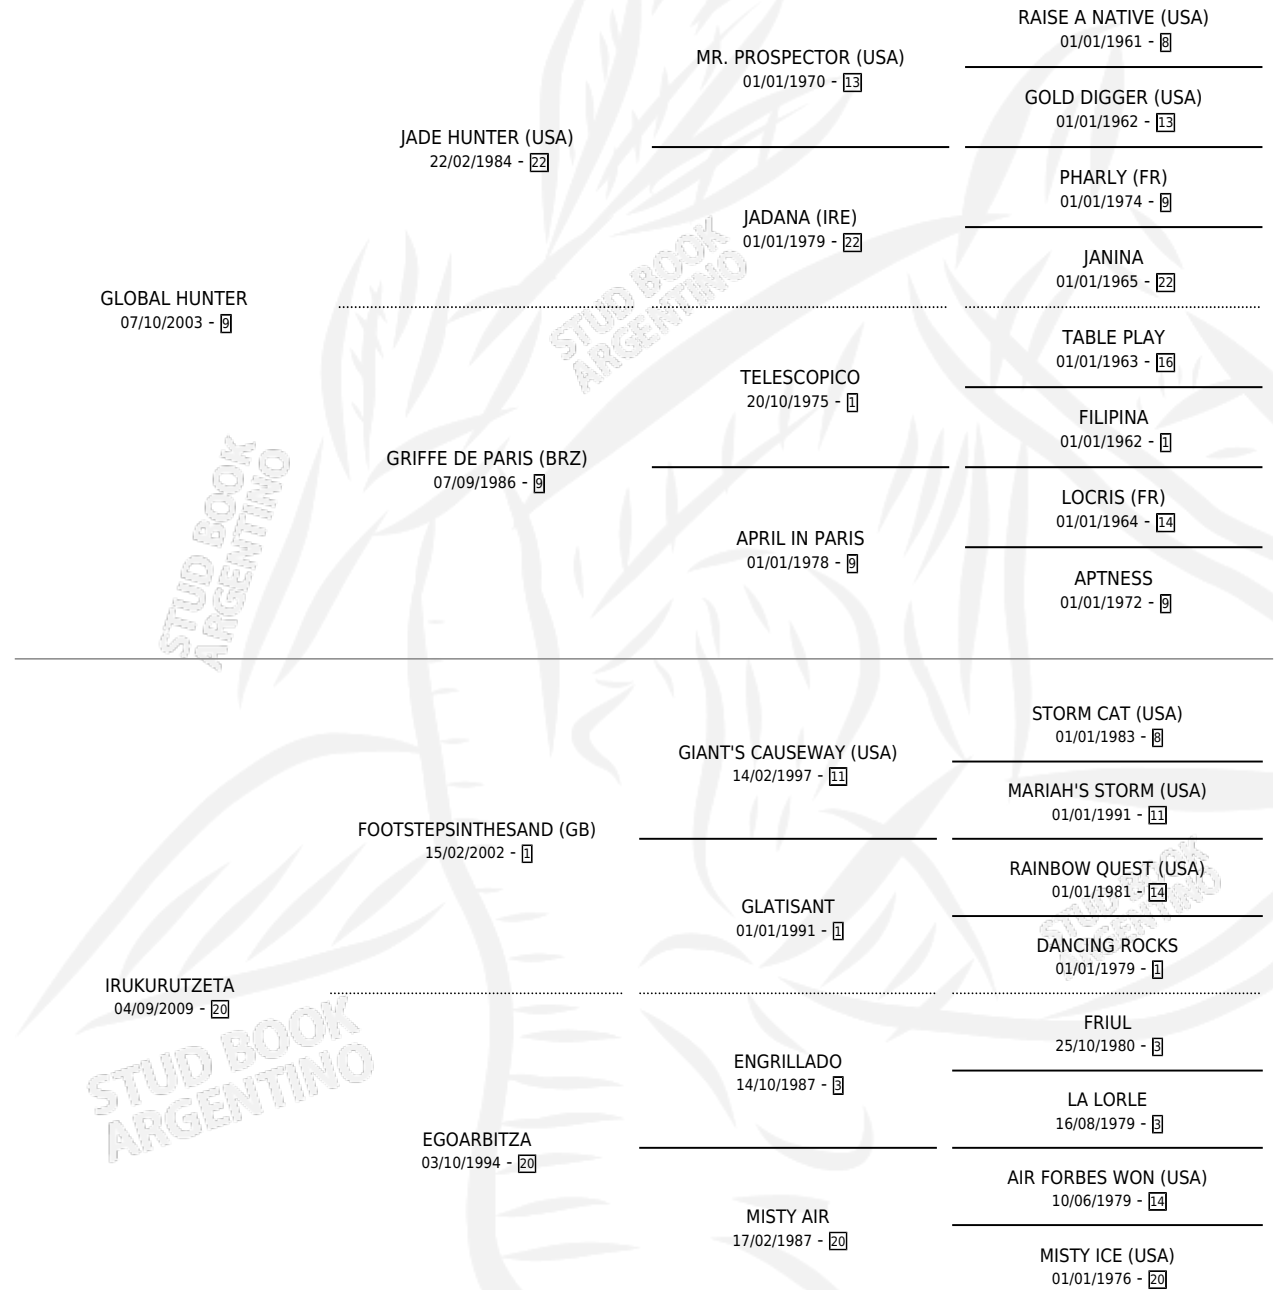 RAISE A NATIVE (USA)
01/01/1961 - 8
MR. PROSPECTOR (USA)
01/01/1970 - 13
GOLD DIGGER (USA)
01/01/1962 - 13
JADE HUNTER (USA)
22/02/1984 - 22
PHARLY (FR)
01/01/1974 - 9
JADANA (IRE)
01/01/1979 - 22
JANINA
01/01/1965 - 22
GLOBAL HUNTER
07/10/2003 - 9
TABLE PLAY
01/01/1963 - 16
TELESCOPICO
20/10/1975 - 1
FILIPINA
01/01/1962 - 1
GRIFFE DE PARIS (BRZ)
07/09/1986 - 9
LOCRIS (FR)
01/01/1964 - 14
APRIL IN PARIS
01/01/1978 - 9
APTNESS
01/01/1972 - 9
STUD BOOK
ARGENTINO
STUD BOOK
ARGENTINO
STORM CAT (USA)
01/01/1983 - 8
GIANT'S CAUSEWAY (USA)
14/02/1997 - 11
MARIAH'S STORM (USA)
01/01/1991 - 11
FOOTSTEPSINTHESAND (GB)
15/02/2002 - 1
RAINBOW QUEST (USA)
01/01/1981 - 14
GLATISANT
01/01/1991 - 1
DANCING ROCKS
01/01/1979 - 1
IRUKURUTZETA
04/09/2009 - 20
FRIUL
25/10/1980 - 3
ENGRILLADO
14/10/1987 - 3
LA LORLE
16/08/1979 - 3
EGOARBITZA
03/10/1994 - 20
AIR FORBES WON (USA)
10/06/1979 - 14
MISTY AIR
17/02/1987 - 20
MISTY ICE (USA)
01/01/1976 - 20
STUD BOOK
ARGENTINO
STUD BOOK
ARGENTINO